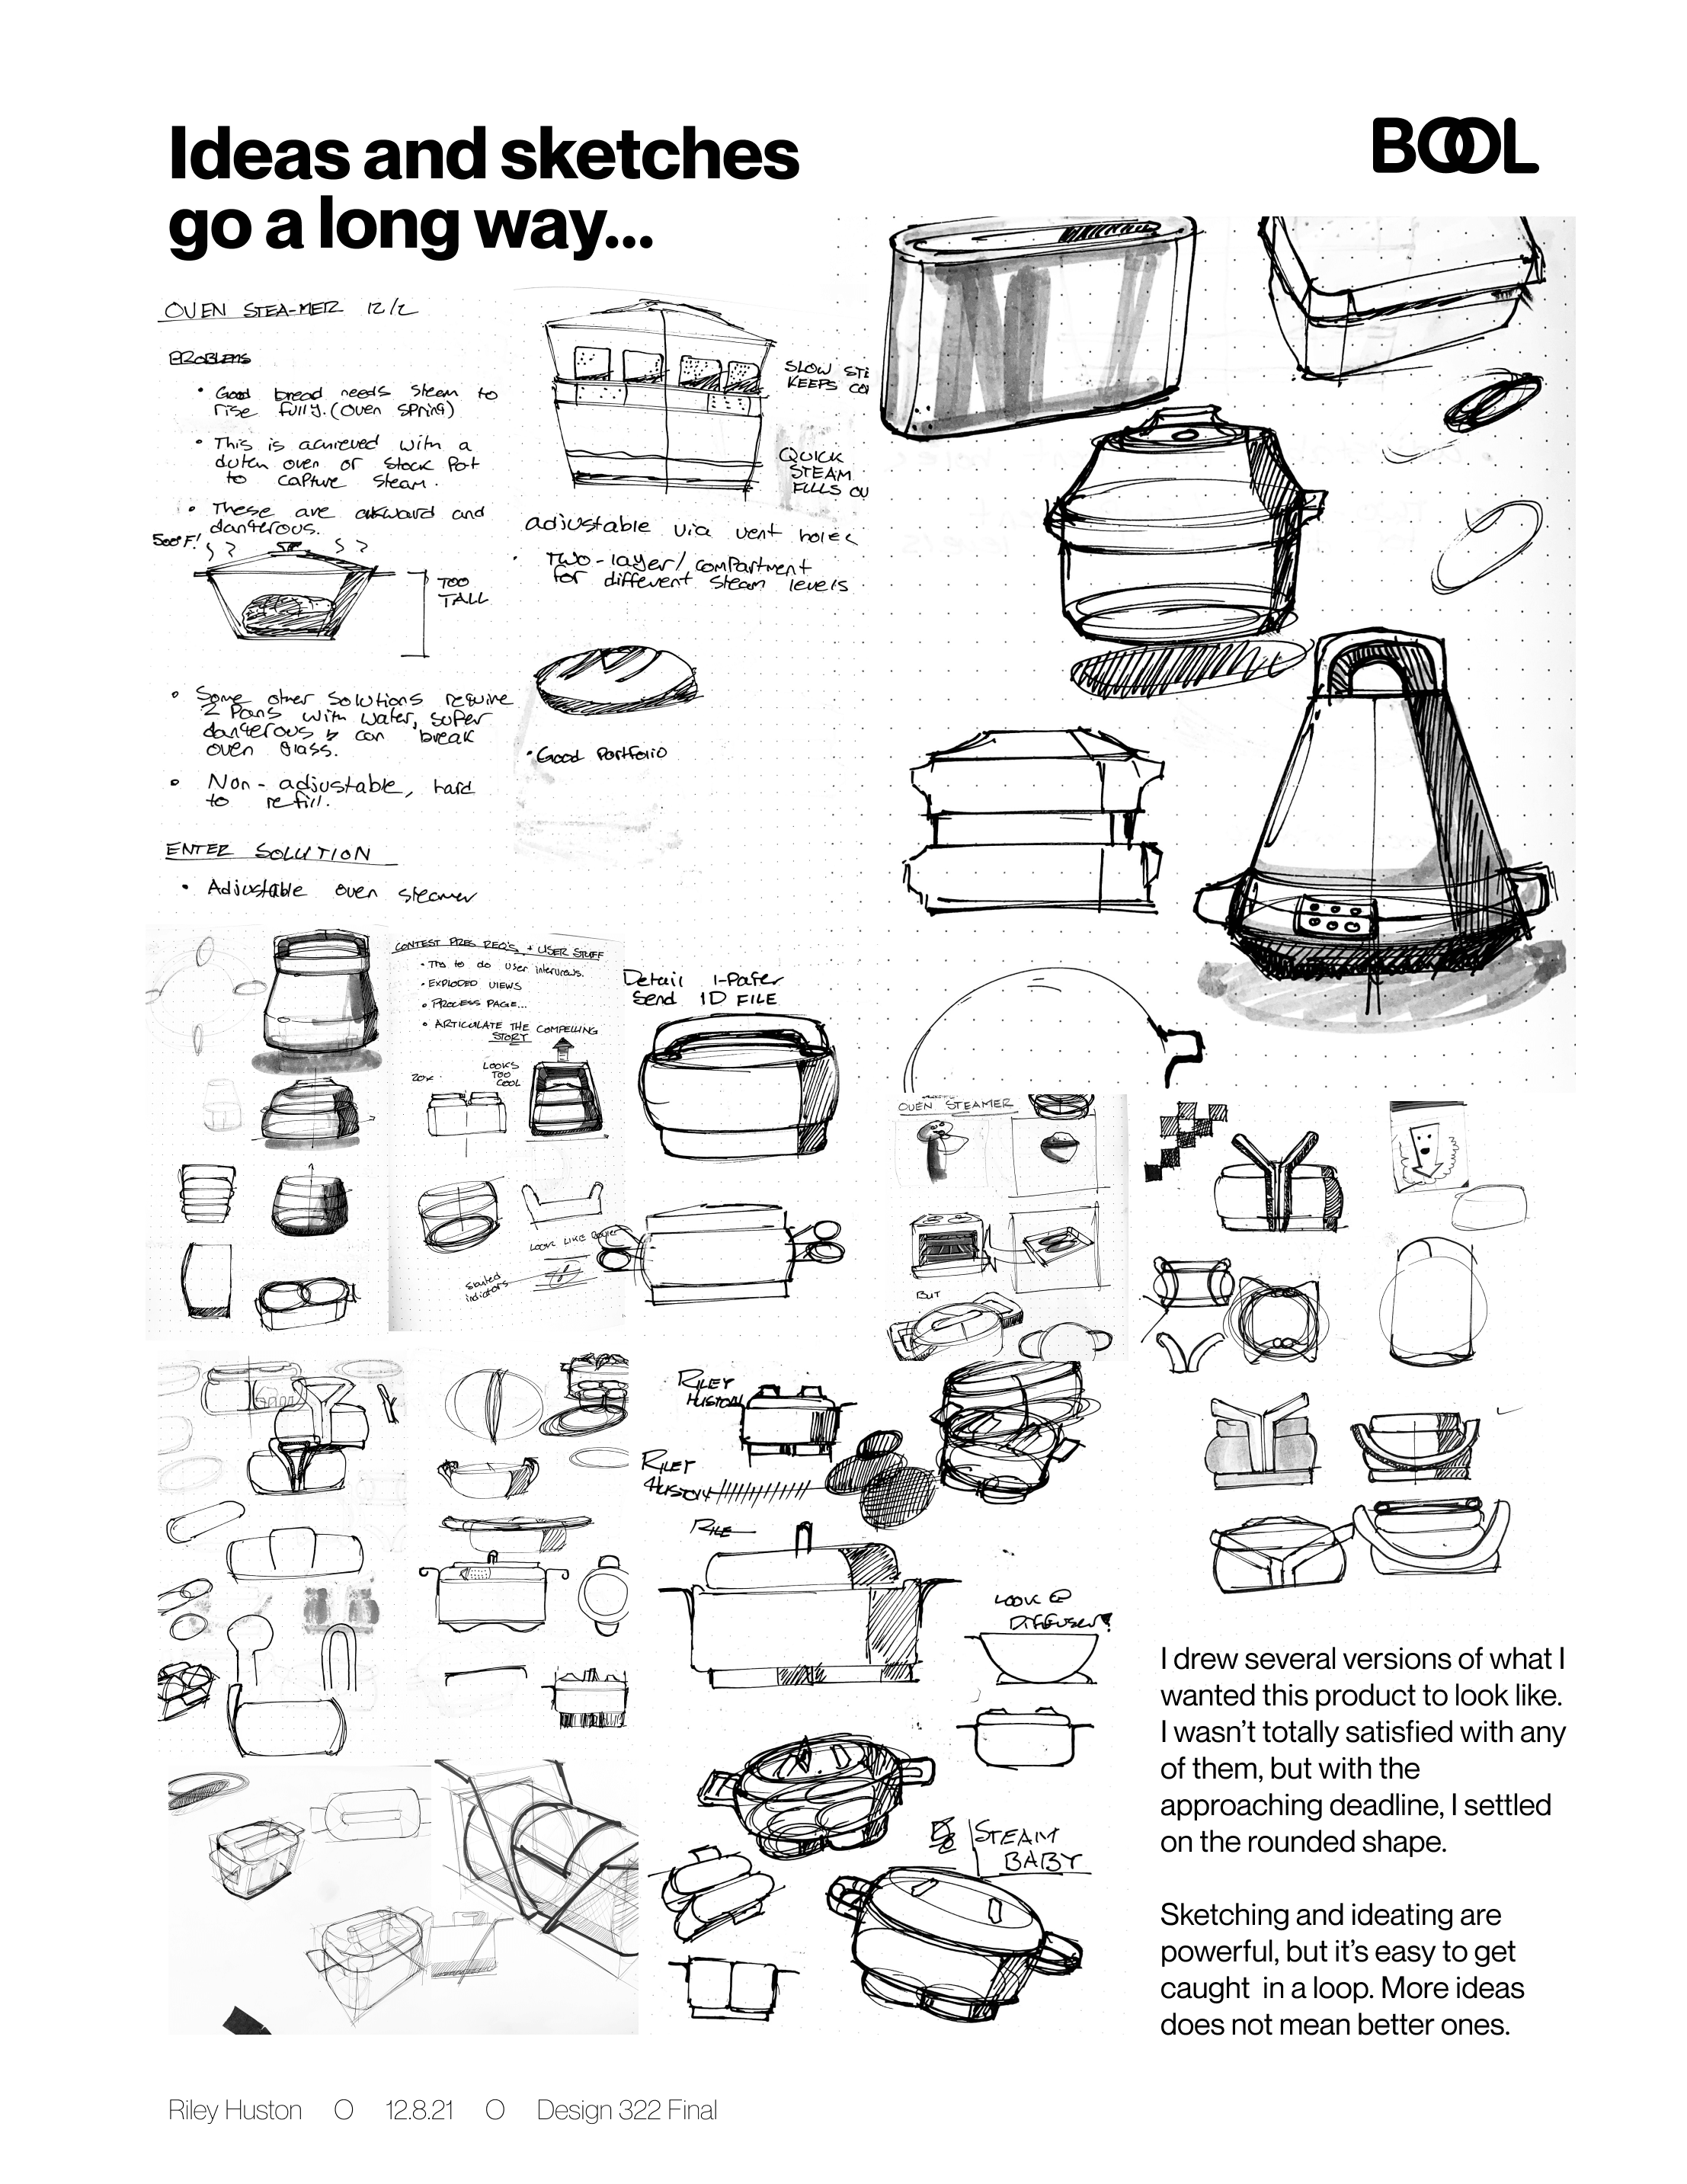 Ideas and sketches
go a long way...
BOOL
OVEN STEA-MER 12/2
PROBLEMS
• Good bread needs steam to
rise fully. (oven spring)
• This is achieved with a
dutch oven or stock pot
to capture steam.
• These are akward and
dangerous.
500°F!
TOO
TALL
• Some other solutions require
2 pans with water, super
dangerous & can break
oven glass.
• Non-adjustable, hard
to refill.
ENTER SOLUTION
• Adjustable oven steamer
SLOW STE
KEEPS CO
QUICK
STEAM
FILLS OU
adjustable via vent holes
• Two-layer/compartment
for different steam levels
• Good Portfolio
CONTEST PRES REQ'S, + USER STUFF
• Try to do user interviews.
• EXPLODED VIEWS
• PROCESS PAGE...
• ARTICULATE THE COMPELLING
STORY
LOOKS
TOO
COOL
Detail 1-Pager
Send ID FILE
LOOK LIKE
slanted
indicators
OVEN STEAMER
BUT
RILEY
HUSTON
RILEY
HUSTON
RILE
LOOK @
DIFFUSER?
STEAM
BABY
I drew several versions of what I
wanted this product to look like.
I wasn't totally satisfied with any
of them, but with the
approaching deadline, I settled
on the rounded shape.
Sketching and ideating are
powerful, but it's easy to get
caught in a loop. More ideas
does not mean better ones.
Riley Huston O 12.8.21 O Design 322 Final